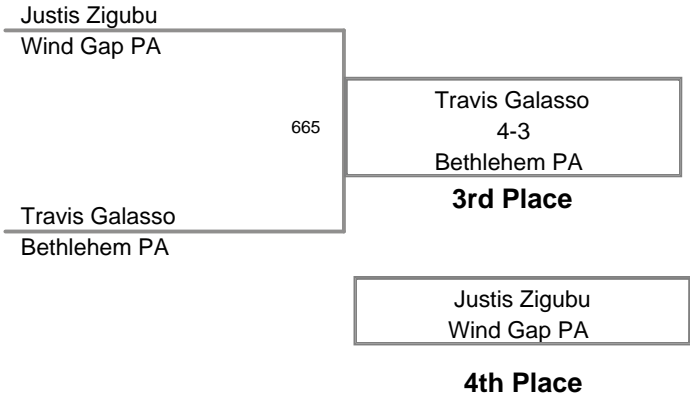 Justis Zigubu
Wind Gap PA
665
Travis Galasso
4-3
Bethlehem PA
3rd Place
Travis Galasso
Bethlehem PA
Justis Zigubu
Wind Gap PA
4th Place